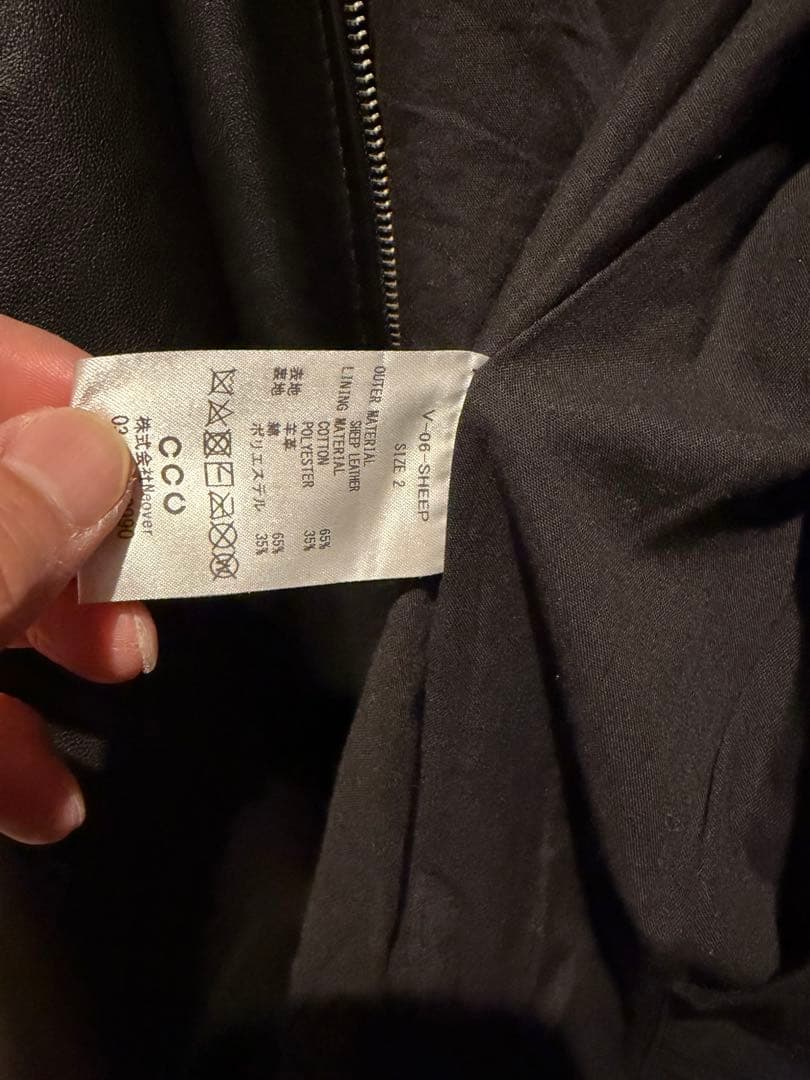 V-06-SHEEP
SIZE 2
OUTER MATERIAL
SHEEP LEATHER
LINING MATERIAL
COTTON 65%
POLYESTER 35%
表地 羊革
裏地 綿 65%
ポリエステル 35%
CCO
株式会社Neover